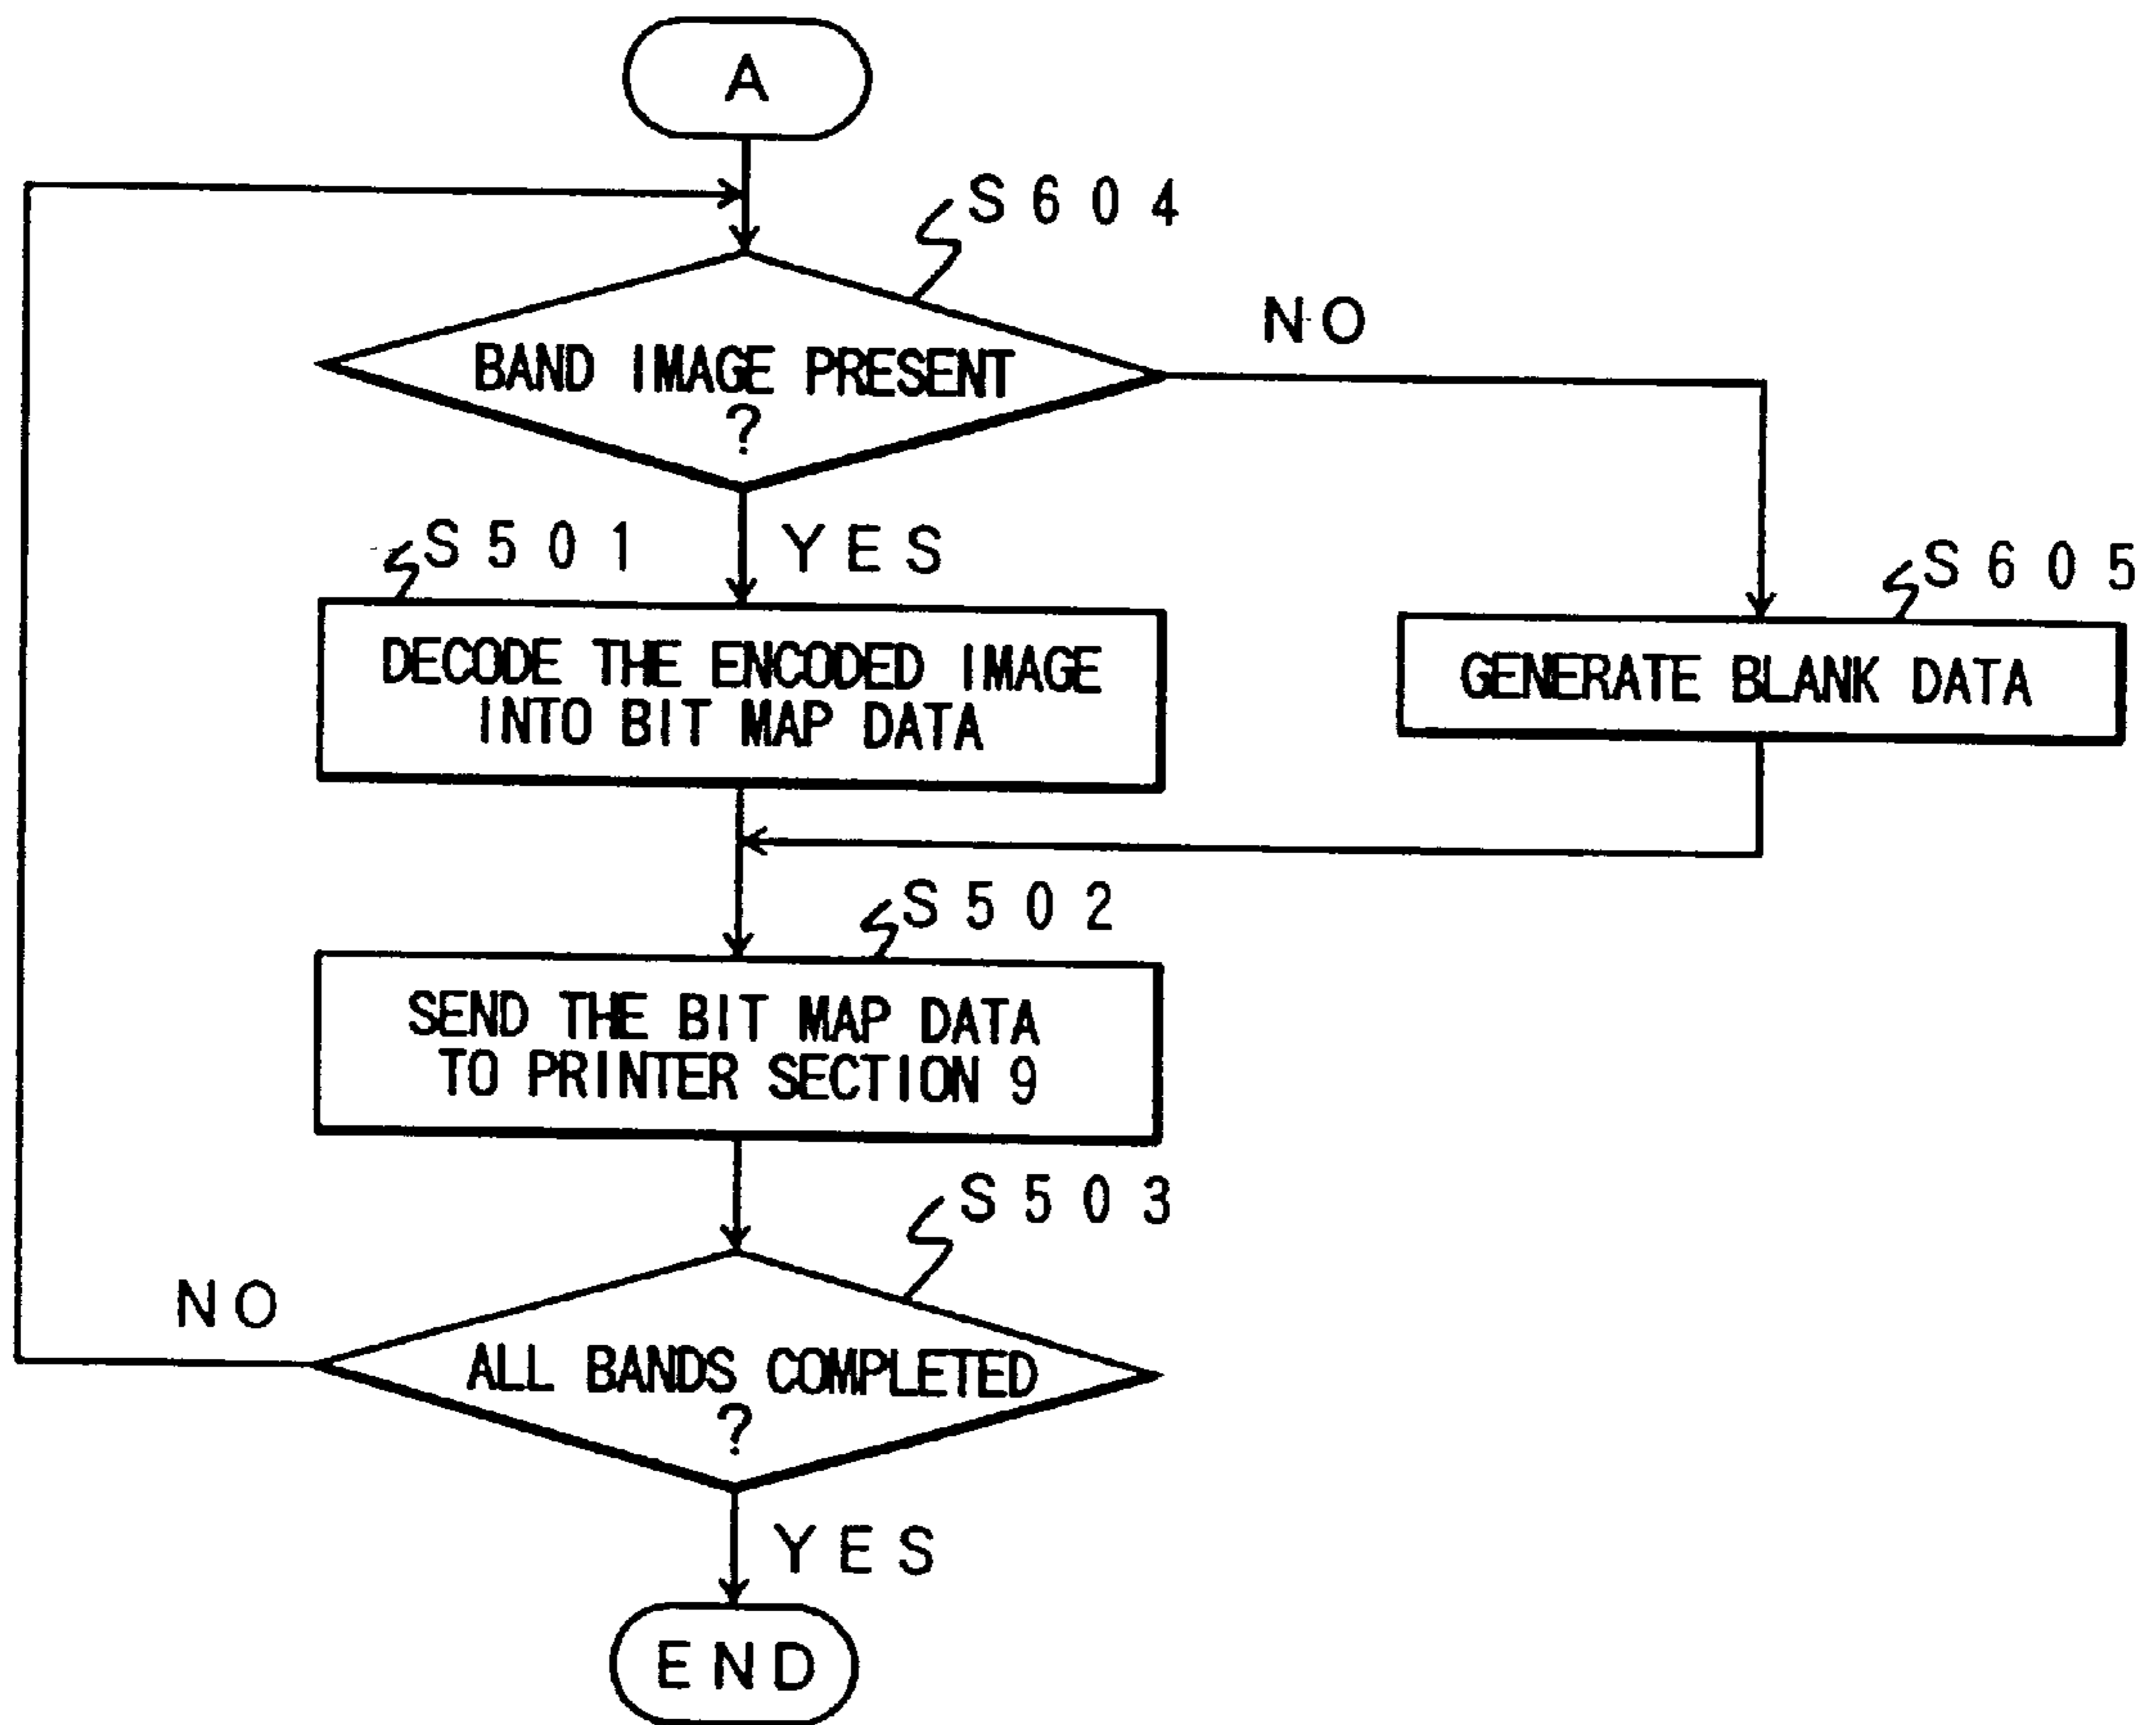 A
S604
BAND IMAGE PRESENT
?
NO
YES
S501
DECODE THE ENCODED IMAGE
INTO BIT MAP DATA
S605
GENERATE BLANK DATA
S502
SEND THE BIT MAP DATA
TO PRINTER SECTION 9
S503
ALL BANDS COMPLETED
?
NO
YES
END